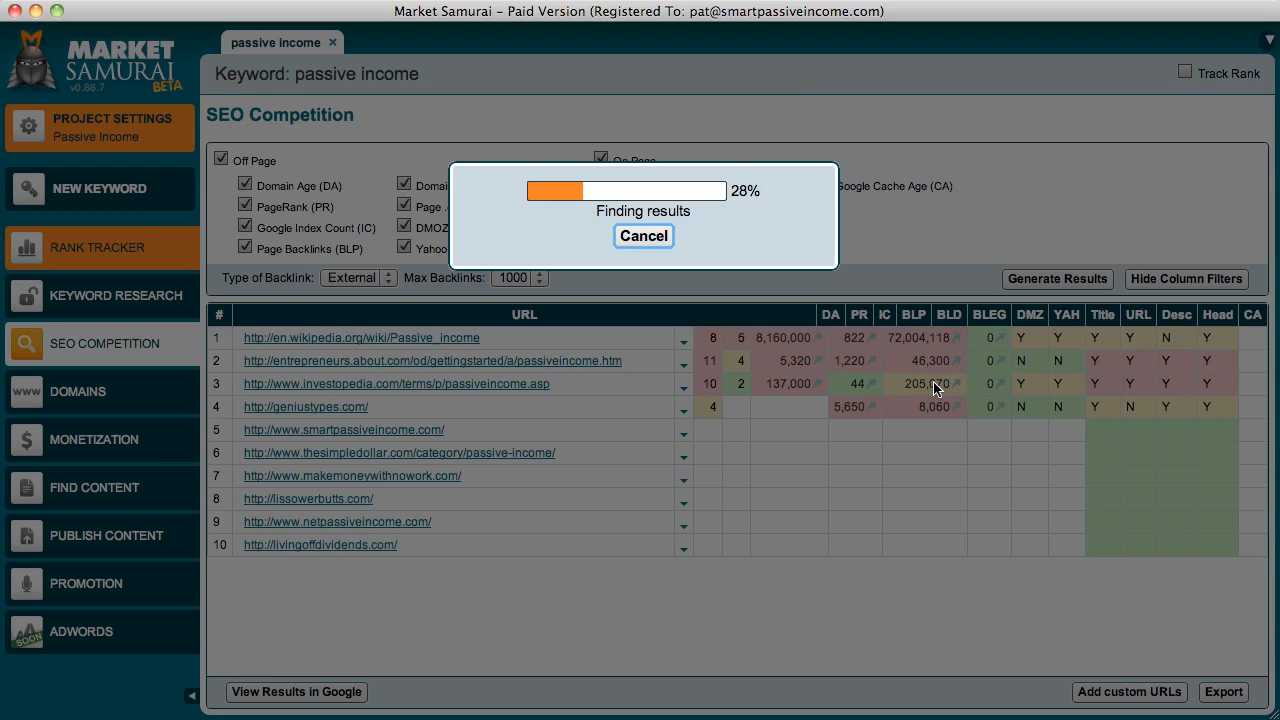 Market Samurai – Paid Version (Registered To: pat@smartpassiveincome.com)
MARKET
SAMURAI
v0.86.7 BETA
passive income ×
Keyword: passive income
Track Rank
PROJECT SETTINGS
Passive Income
NEW KEYWORD
RANK TRACKER
KEYWORD RESEARCH
SEO COMPETITION
www DOMAINS
$ MONETIZATION
FIND CONTENT
PUBLISH CONTENT
PROMOTION
SOON ADWORDS
SEO Competition
Off Page
Domain Age (DA)
PageRank (PR)
Page
Google Index Count (IC)
DMOZ
Page Backlinks (BLP)
Yahoo
Google Cache Age (CA)
28%
Finding results
Cancel
Type of Backlink: External Max Backlinks: 1000
Generate Results Hide Column Filters
# URL DA PR IC BLP BLD BLEG DMZ YAH Title URL Desc Head CA
1 http://en.wikipedia.org/wiki/Passive_income 8 5 8,160,000 822 72,004,118 0 Y Y Y Y N Y
2 http://entrepreneurs.about.com/od/gettingstarted/a/passiveincome.htm 11 4 5,320 1,220 46,300 0 N N Y Y Y Y
3 http://www.investopedia.com/terms/p/passiveincome.asp 10 2 137,000 44 0 Y Y Y Y Y Y
4 http://geniustypes.com/ 4 5,650 8,060 0 N N Y N Y Y
5 http://www.smartpassiveincome.com/
6 http://www.thesimpledollar.com/category/passive-income/
7 http://www.makemoneywithnowork.com/
8 http://lissowerbutts.com/
9 http://www.netpassiveincome.com/
10 http://livingoffdividends.com/
View Results in Google Add custom URLs Export